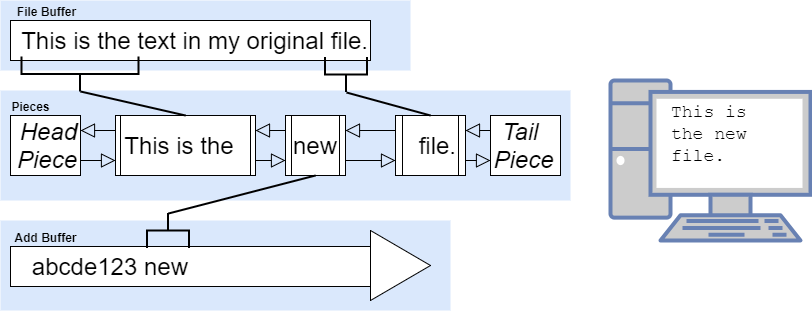 File Buffer
This is the text in my original file.
Pieces
Head
Piece
This is the
new
file.
Tail
Piece
Add Buffer
abcde123 new
This is
the new
file.